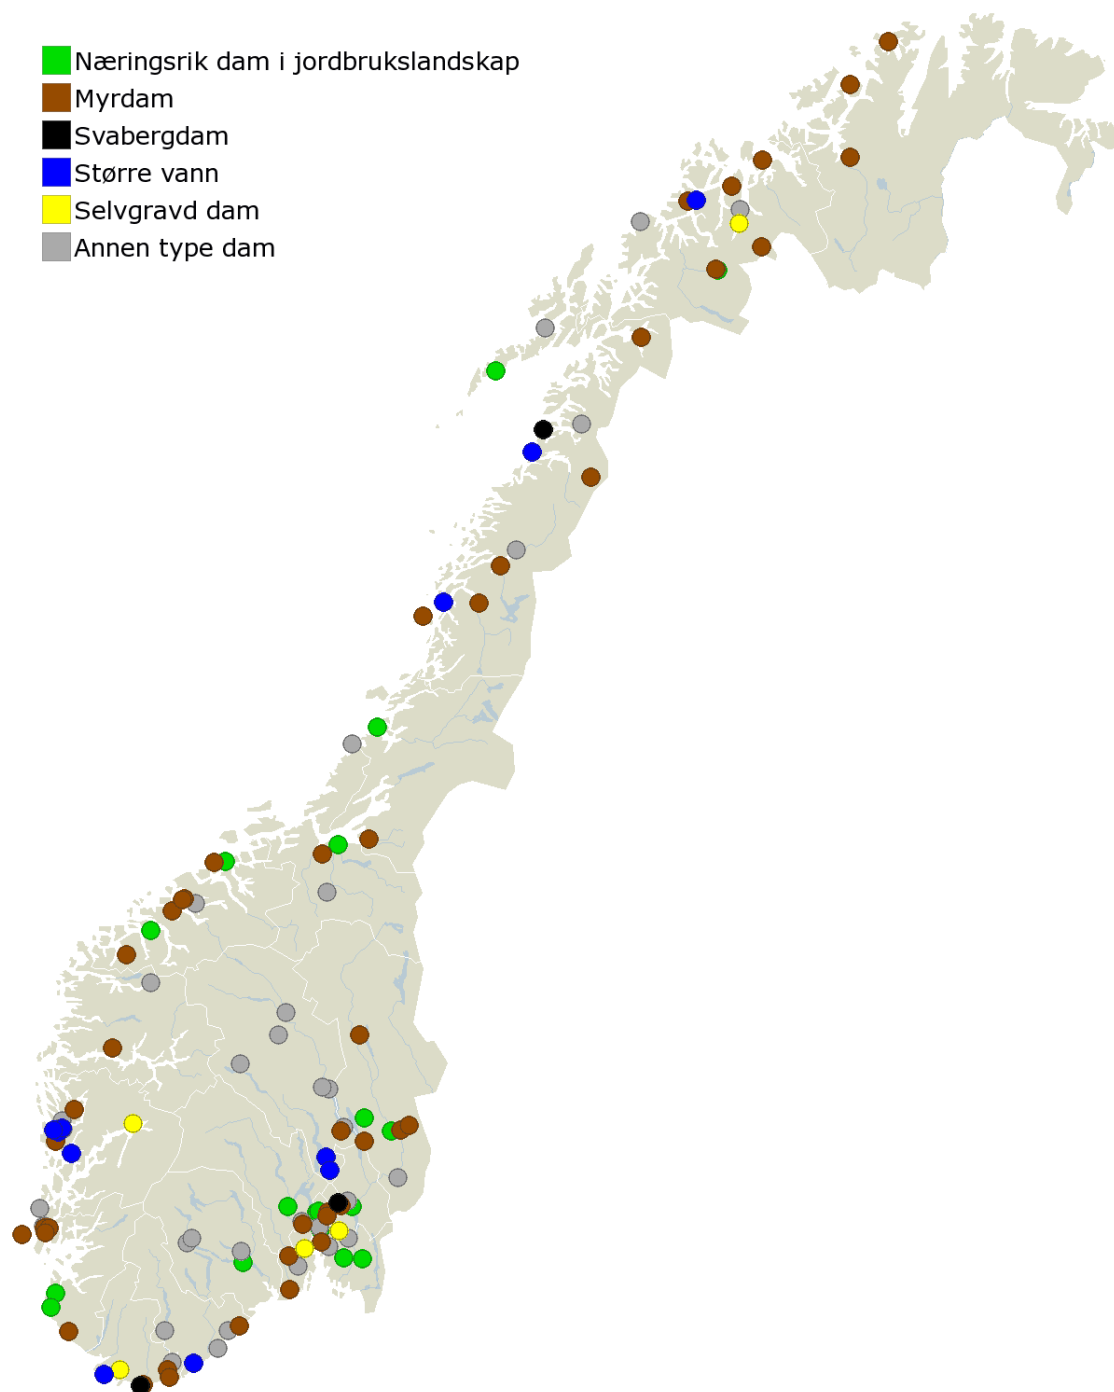 Næringsrik dam i jordbrukslandskap
Myrdam
Svabergdam
Større vann
Selvgravd dam
Annen type dam